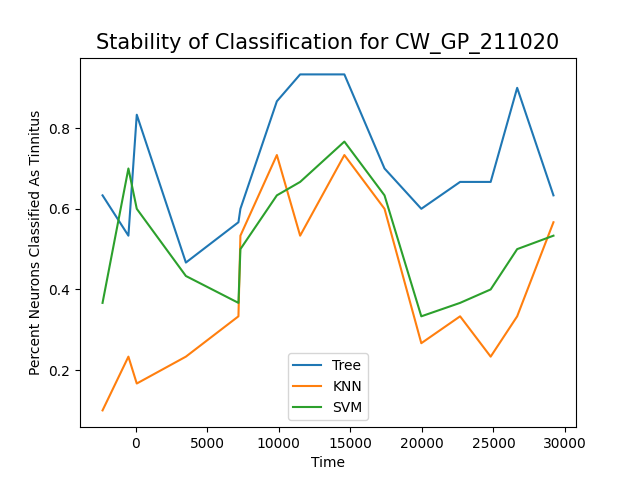 Stability of Classification for CW_GP_211020
Percent Neurons Classified As Tinnitus
0.8
0.6
0.4
0.2
Tree
KNN
SVM
0 5000 10000 15000 20000 25000 30000
Time